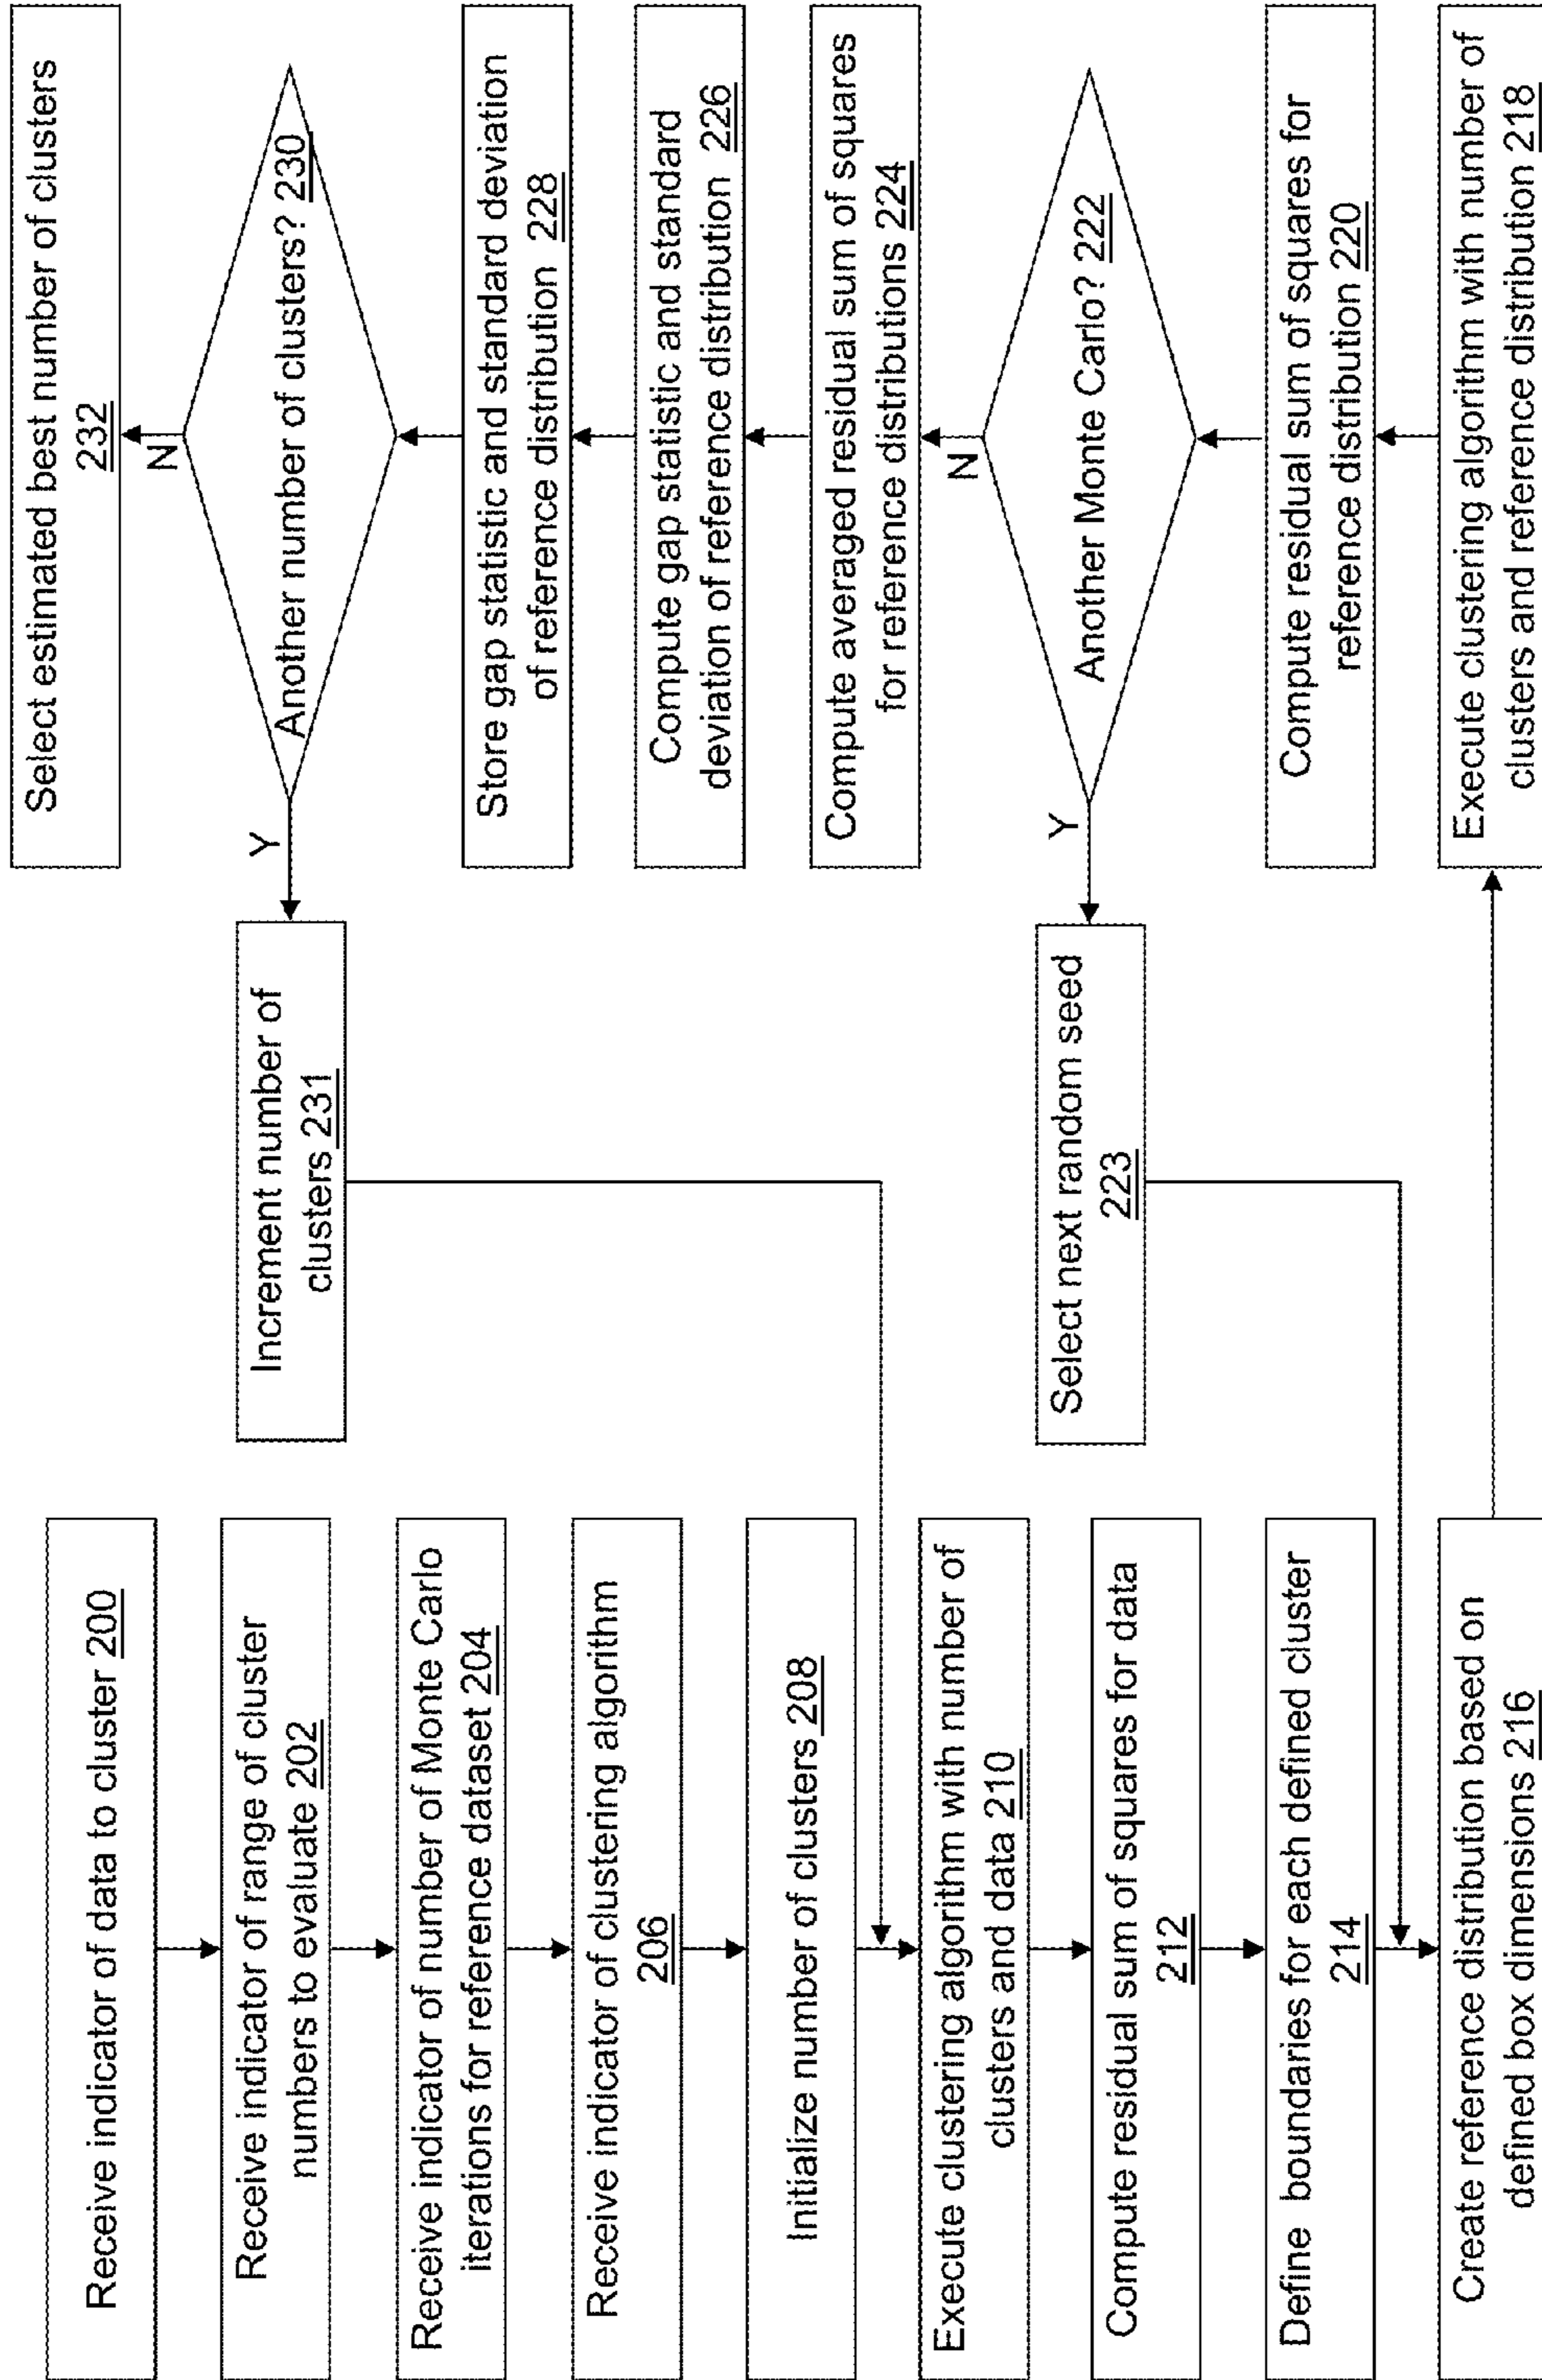 Receive indicator of data to cluster 200
Receive indicator of range of cluster
numbers to evaluate 202
Receive indicator of number of Monte Carlo
iterations for reference dataset 204
Receive indicator of clustering algorithm
206
Initialize number of clusters 208
Execute clustering algorithm with number of
clusters and data 210
Compute residual sum of squares for data
212
Define boundaries for each defined cluster
214
Create reference distribution based on
defined box dimensions 216
Increment number of
clusters 231
Select next random seed
223
Select estimated best number of clusters
232
N
Another number of clusters? 230
Y
Store gap statistic and standard deviation
of reference distribution 228
Compute gap statistic and standard
deviation of reference distribution 226
Compute averaged residual sum of squares
for reference distributions 224
N
Another Monte Carlo? 222
Y
Compute residual sum of squares for
reference distribution 220
Execute clustering algorithm with number of
clusters and reference distribution 218